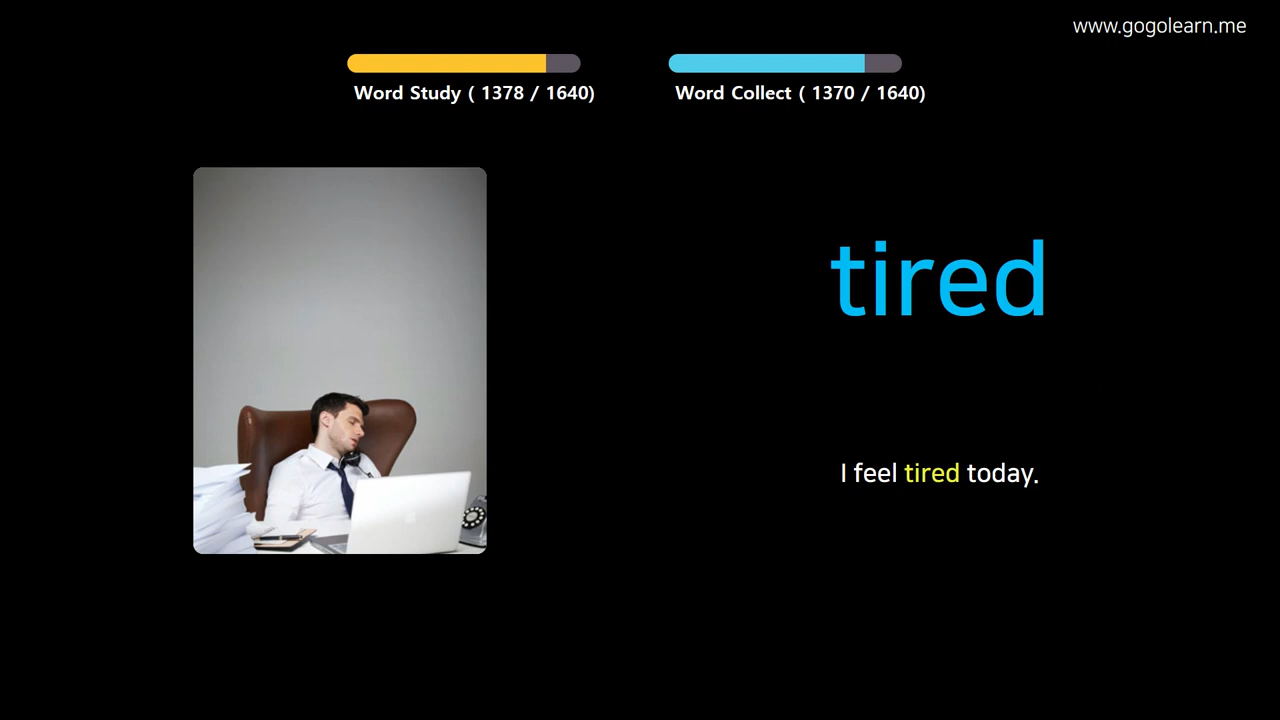 www.gogolearn.me
Word Study ( 1378 / 1640)
Word Collect ( 1370 / 1640)
tired
I feel tired today.